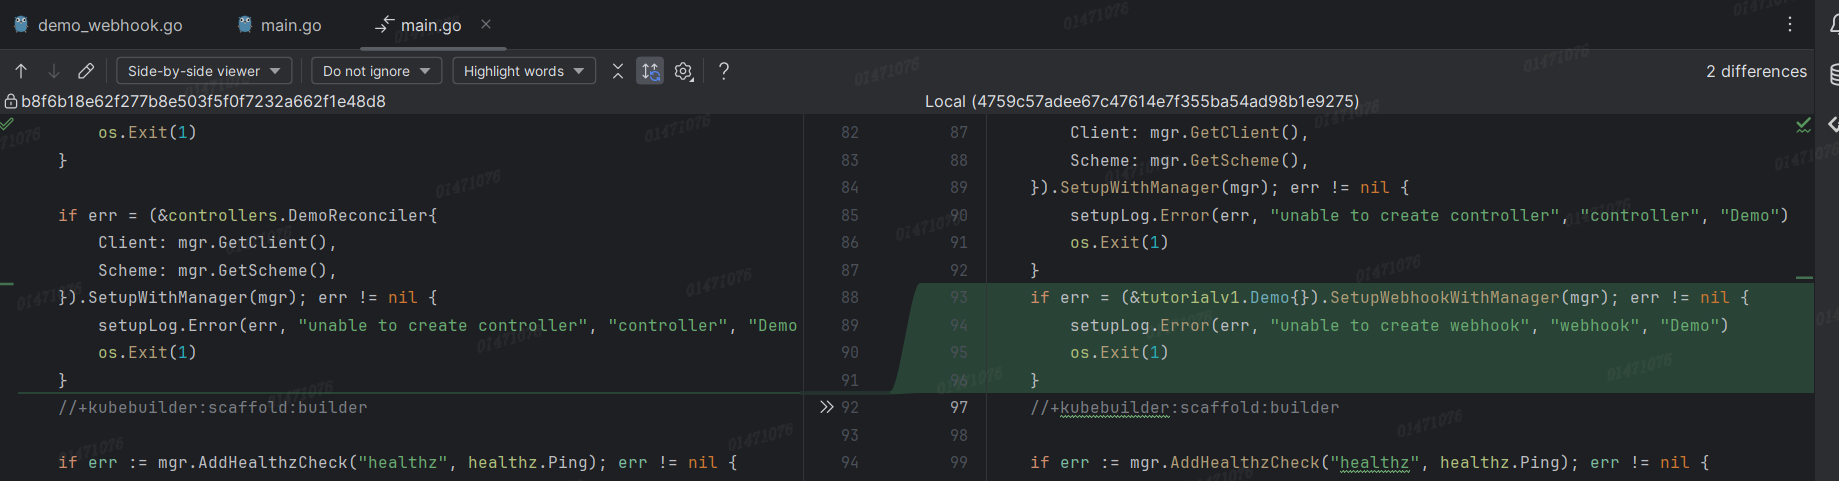 demo_webhook.go main.go main.go
Side-by-side viewer Do not ignore Highlight words ? 2 differences
b8f6b18e62f277b8e503f5f0f7232a662f1e48d8 Local (4759c57adee67c47614e7f355ba54ad98b1e9275)
os.Exit(1) 82 87 Client: mgr.GetClient(),
} 83 88 Scheme: mgr.GetScheme(),
84 89 }).SetupWithManager(mgr); err != nil {
if err = (&controllers.DemoReconciler{ 85 90 setupLog.Error(err, "unable to create controller", "controller", "Demo")
Client: mgr.GetClient(), 86 91 os.Exit(1)
Scheme: mgr.GetScheme(), 87 92 }
}).SetupWithManager(mgr); err != nil { 88 93 if err = (&tutorialv1.Demo{}).SetupWebhookWithManager(mgr); err != nil {
setupLog.Error(err, "unable to create controller", "controller", "Demo 89 94 setupLog.Error(err, "unable to create webhook", "webhook", "Demo")
os.Exit(1) 90 95 os.Exit(1)
} 91 96 }
//+kubebuilder:scaffold:builder 92 97 //+kubebuilder:scaffold:builder
93 98
if err := mgr.AddHealthzCheck("healthz", healthz.Ping); err != nil { 94 99 if err := mgr.AddHealthzCheck("healthz", healthz.Ping); err != nil {